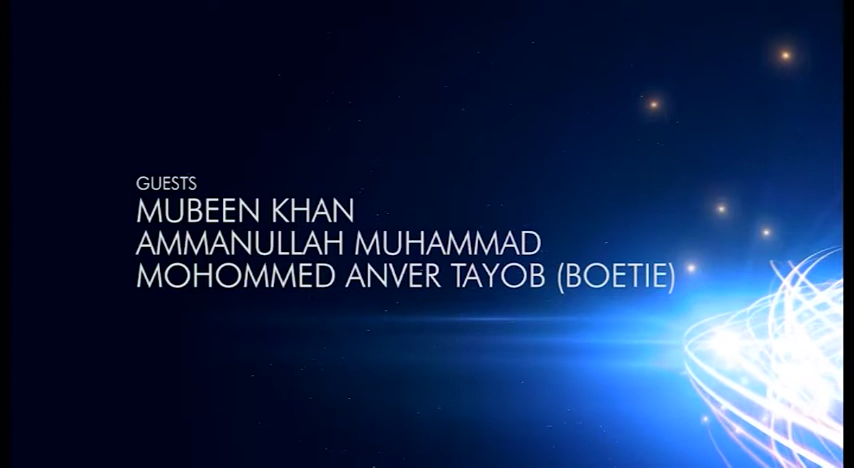 GUESTS
MUBEEN KHAN
AMMANULLAH MUHAMMAD
MOHOMMED ANVER TAYOB (BOETIE)